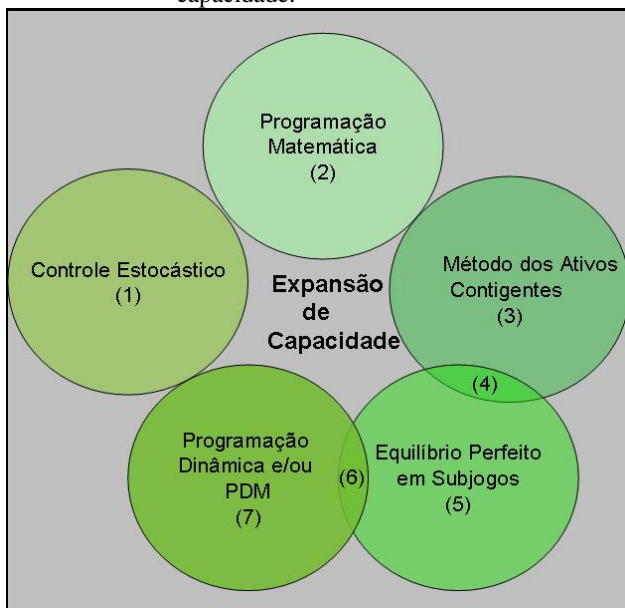 capacidade.
Programação
Matemática
(2)
Controle Estocástico
(1)
Expansão
de
Capacidade
Método dos Ativos
Contigentes
(3)
(4)
Programação
Dinâmica e/ou
PDM
(7)
(6)
Equilíbrio Perfeito
em Subjogos
(5)